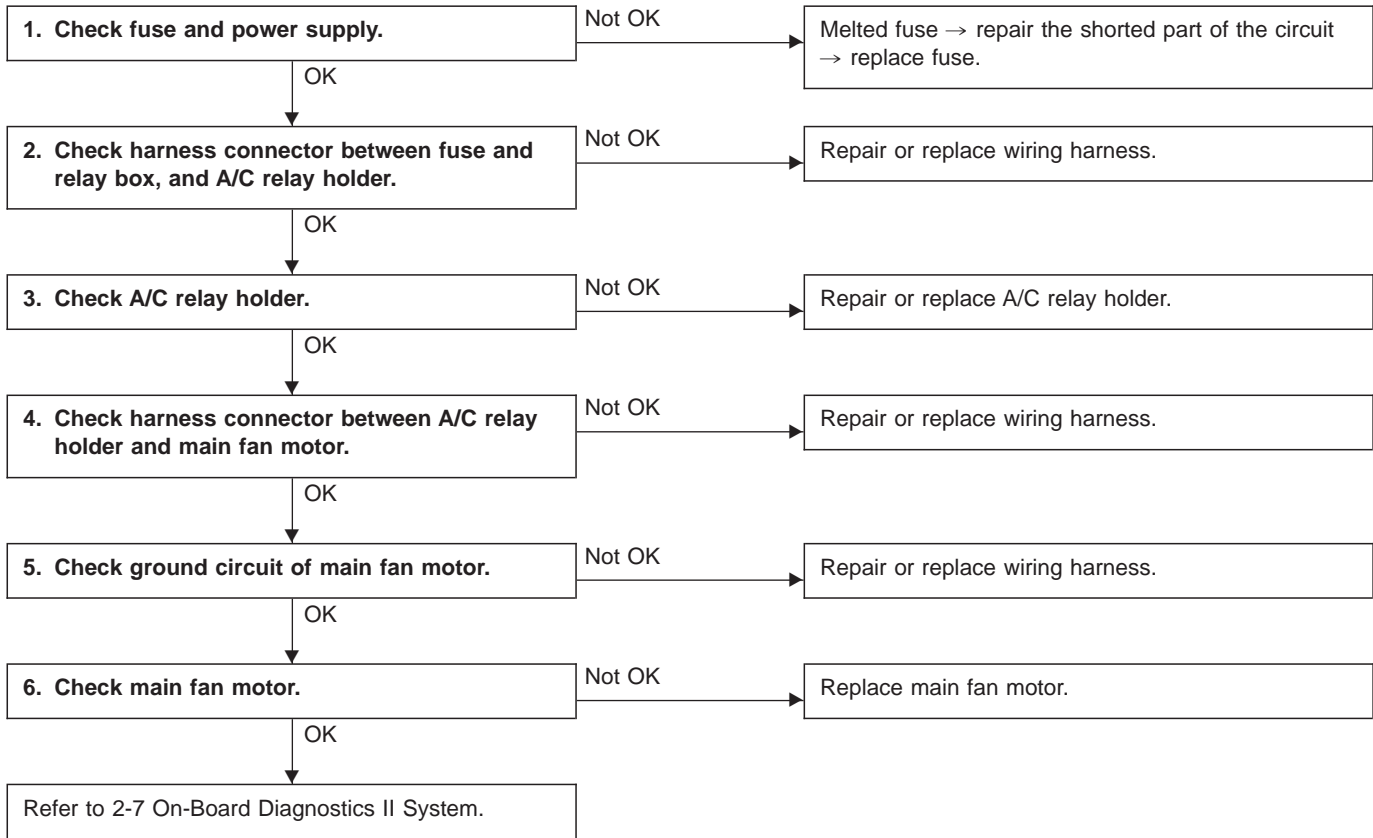 1. Check fuse and power supply.
Not OK
Melted fuse → repair the shorted part of the circuit
→ replace fuse.
OK
2. Check harness connector between fuse and
relay box, and A/C relay holder.
Not OK
Repair or replace wiring harness.
OK
3. Check A/C relay holder.
Not OK
Repair or replace A/C relay holder.
OK
4. Check harness connector between A/C relay
holder and main fan motor.
Not OK
Repair or replace wiring harness.
OK
5. Check ground circuit of main fan motor.
Not OK
Repair or replace wiring harness.
OK
6. Check main fan motor.
Not OK
Replace main fan motor.
OK
Refer to 2-7 On-Board Diagnostics II System.